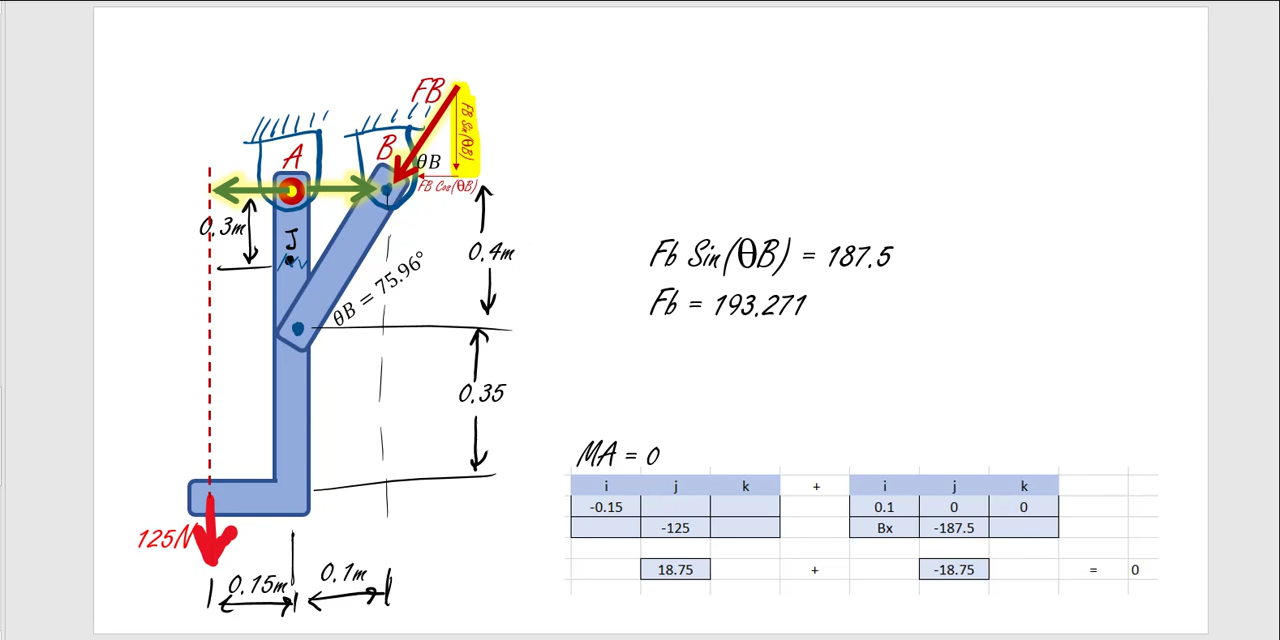 FB
FB Sin(θB)
A
B
θB
FB Cos(θB)
0.3m
J
0.4m
θB = 75.96°
0.35
125N
0.15m
0.1m
Fb Sin(θB) = 187.5
Fb = 193.271
MA = 0
i j k + i j k
-0.15 0.1 0 0
-125 Bx -187.5
18.75 + -18.75 = 0